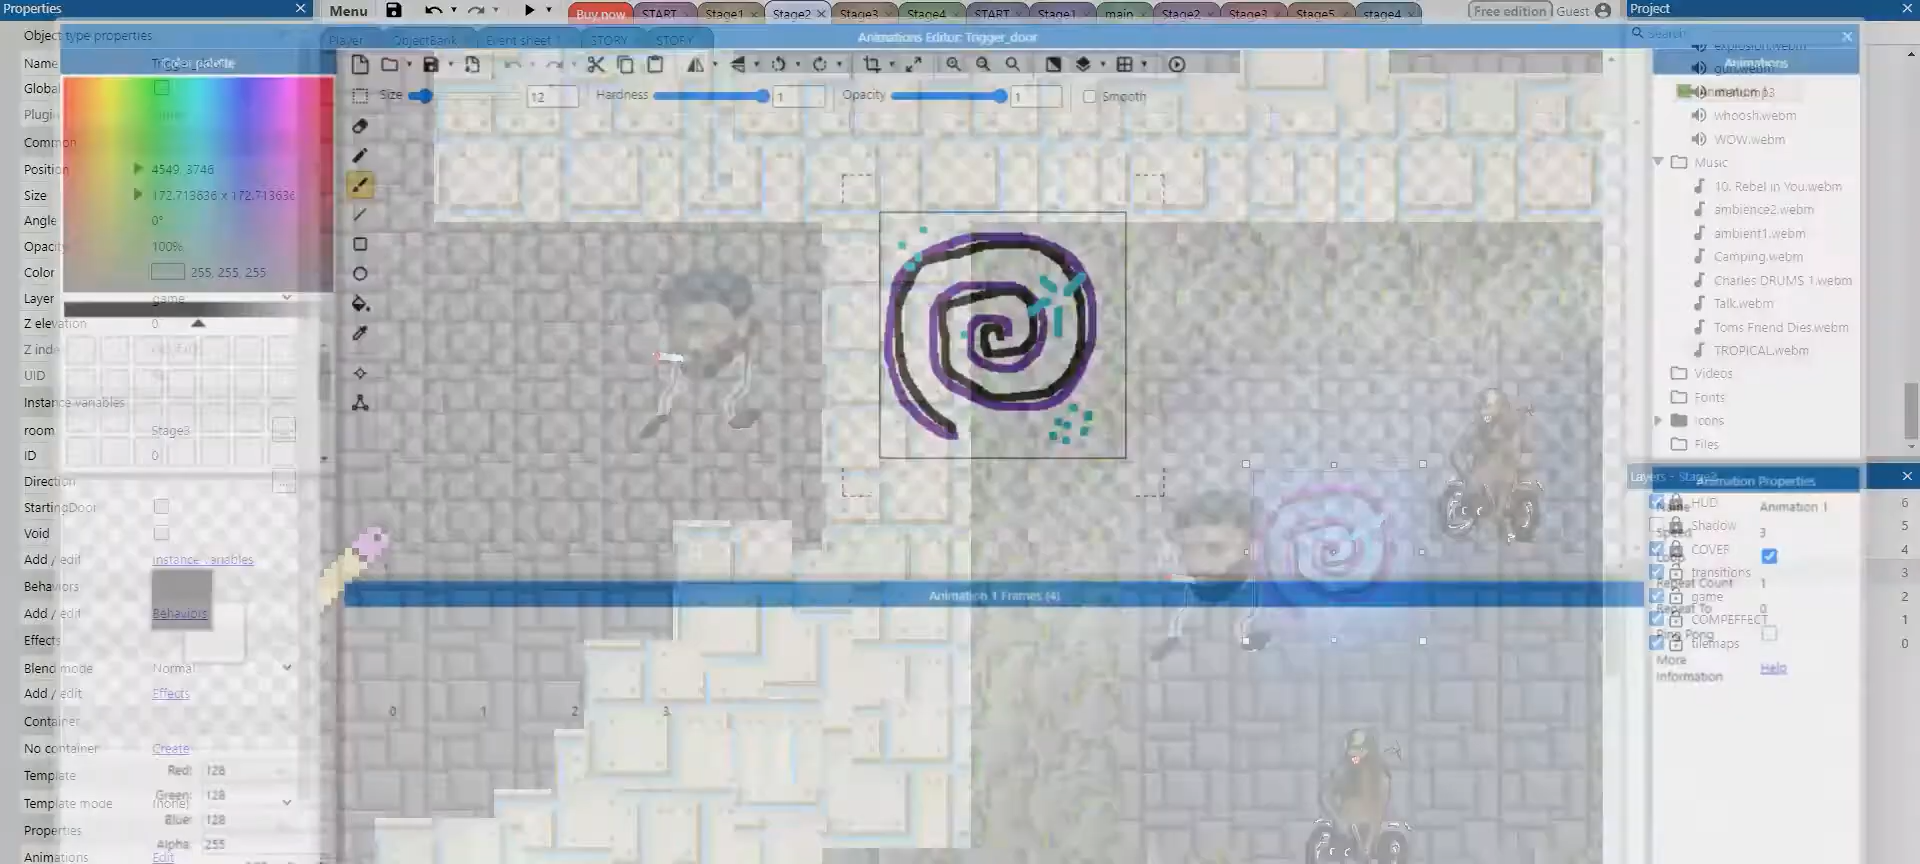 Properties
Menu
Buy now
START
Stage1
Stage2
Stage3
Stage4
START
Stage1
main
Stage2
Stage3
Stage5
stage4
Free edition
Guest
Project
Object type properties
Player
ObjectBank
Event sheet 1
STORY
STORY
Animations Editor: Trigger_door
Search
explosion.webm
Name
Color palette
Animations
Global
Size
12
Hardness
1
Opacity
1
Smooth
Plugin
whoosh.webm
Common
WOW.webm
Music
Position
4549, 3746
10. Rebel in You.webm
Size
172.713636 x 172.713636
ambience2.webm
Angle
0°
ambient1.webm
Opacity
100%
Camping.webm
Color
255, 255, 255
Charles DRUMS 1.webm
Layer
game
Talk.webm
Z elevation
0
Toms Friend Dies.webm
TROPICAL.webm
UID
Videos
Instance variables
Fonts
room
Stage3
Icons
ID
0
Files
Direction
Layers - Stage2
Animation Properties
StartingDoor
HUD
6
Name
Animation 1
Void
Shadow
5
Speed
3
Add / edit
Instance variables
COVER
4
Loop
Behaviors
transitions
3
Repeat Count
1
Animation 1 Frames (4)
game
2
Repeat To
0
Add / edit
Behaviors
COMPEFFECT
1
Effects
Ping Pong
tilemaps
0
Blend mode
Normal
More
Information
Help
Add / edit
Effects
0
1
2
3
Container
No container
Create
Template
Red:
128
Green:
128
Template mode
(none)
Blue:
128
Properties
Alpha:
255
Animations
Edit